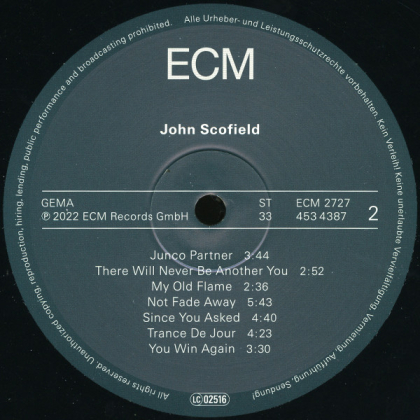 ECM
John Scofield
GEMA ST ECM 2727
℗ 2022 ECM Records GmbH 33 453 4387 2
Junco Partner 3:44
There Will Never Be Another You 2:52
My Old Flame 2:36
Not Fade Away 5:43
Since You Asked 4:40
Trance De Jour 4:23
You Win Again 3:30
LC 02516
Alle Urheber- und Leistungsschutzrechte vorbehalten. Kein Verleih! Keine unerlaubte Vervielfältigung, Vermietung, Aufführung, Sendung!
All rights reserved. Unauthorized copying, reproduction, hiring, lending, public performance and broadcasting prohibited.